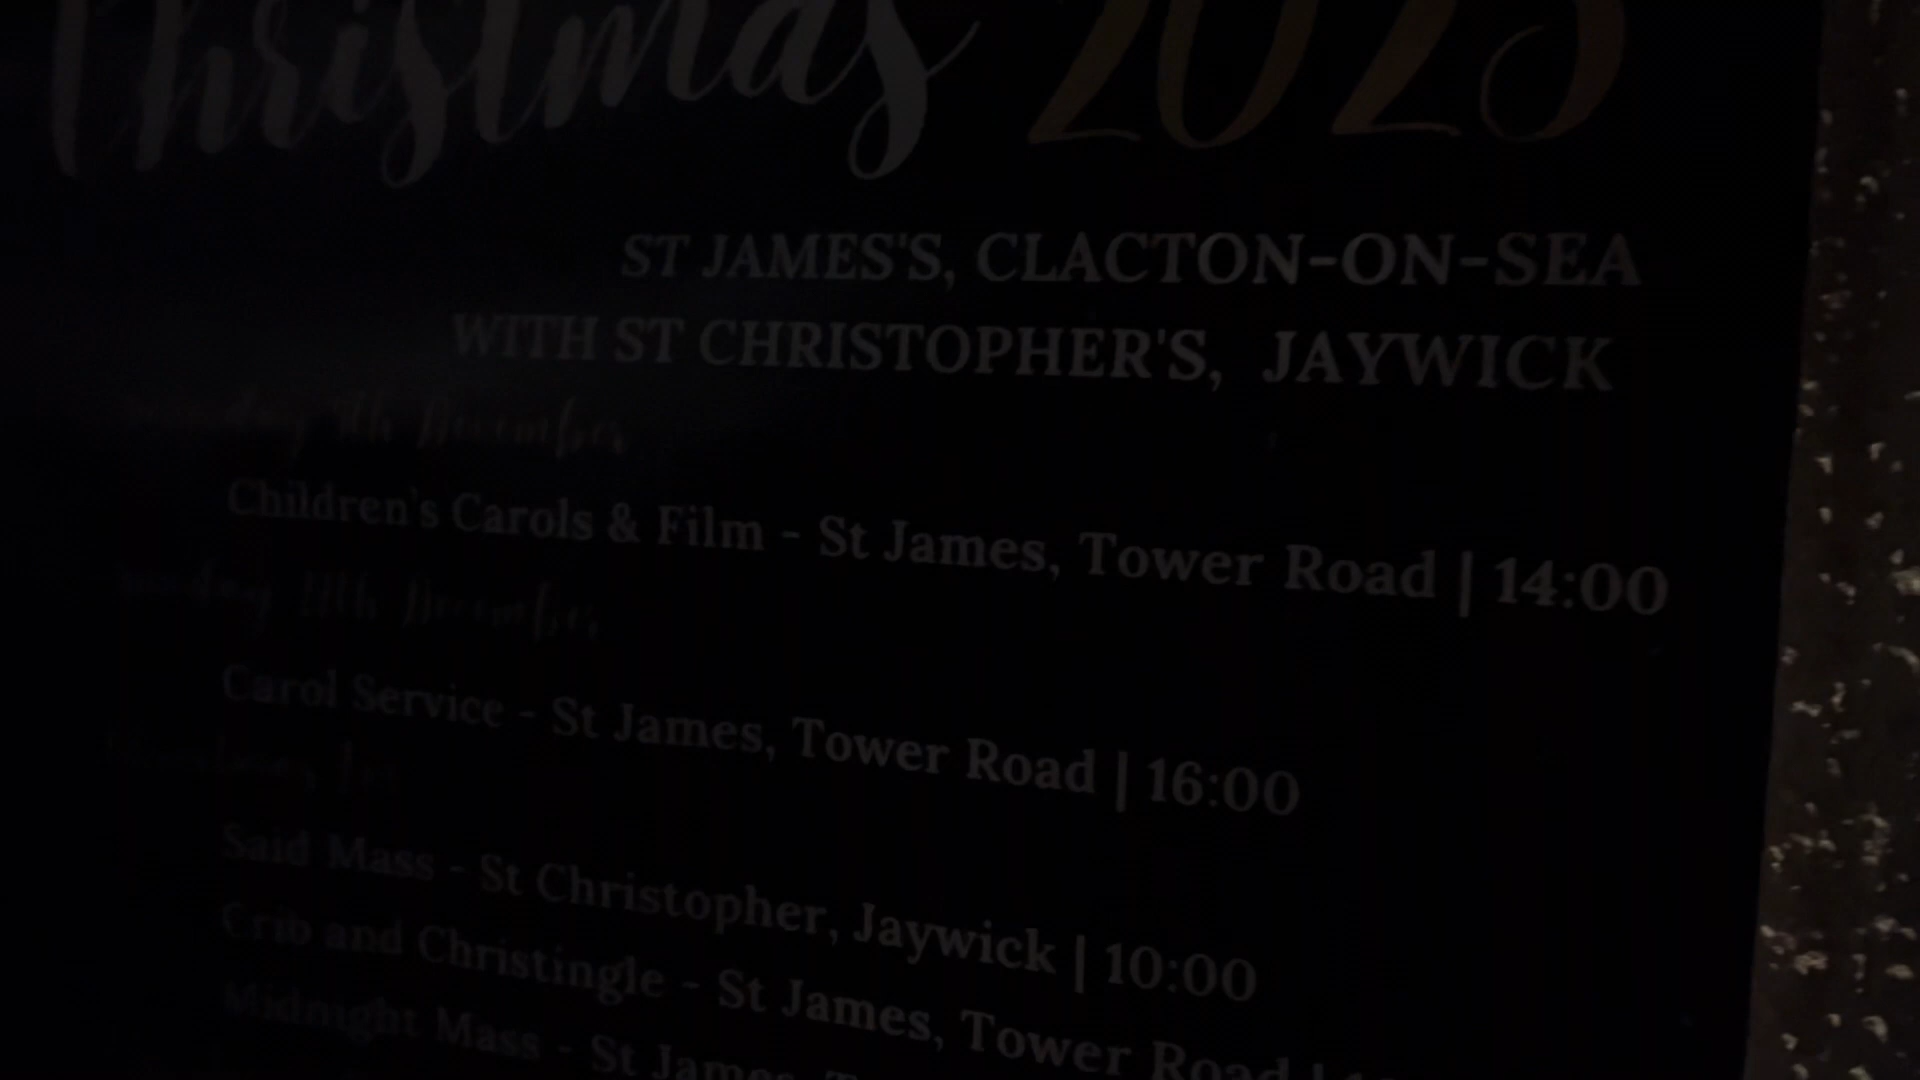 Christmas 2023
ST JAMES'S, CLACTON-ON-SEA
WITH ST CHRISTOPHER'S, JAYWICK
December
Children's Carols & Film - St James, Tower Road | 14:00
December
Carol Service - St James, Tower Road | 16:00
Said Mass - St Christopher, Jaywick | 10:00
Crib and Christingle - St James, Tower Road |
Midnight Mass - St James,